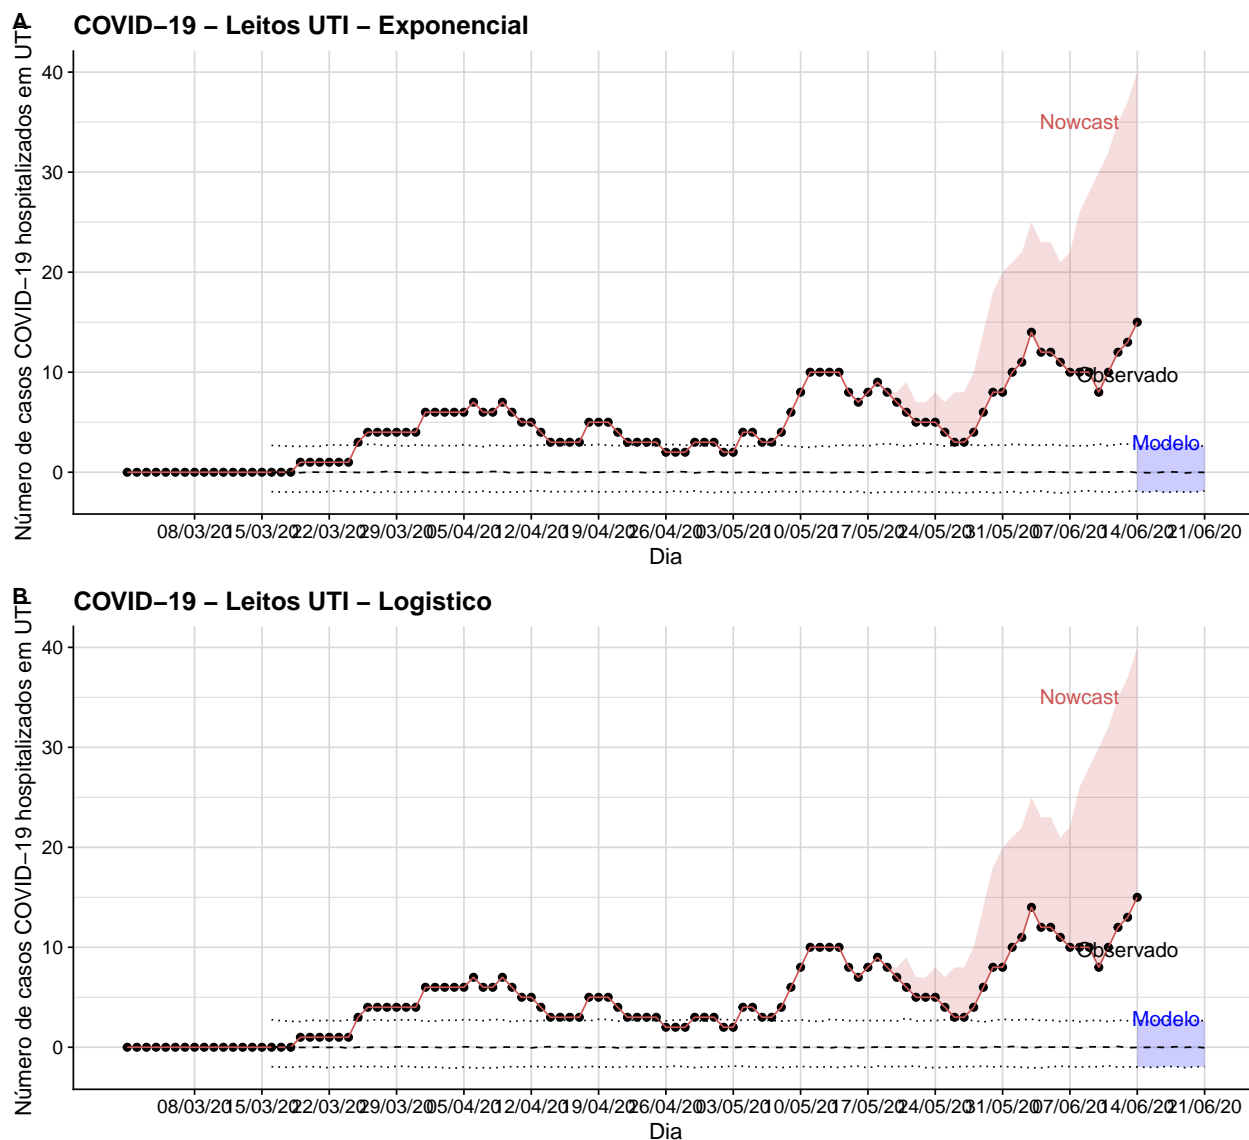 A
COVID−19 − Leitos UTI − Exponencial
Número de casos COVID−19 hospitalizados em UTI
40
30
20
10
0
Nowcast
Observado
Modelo
08/03/20 15/03/20 22/03/20 29/03/20 05/04/20 12/04/20 19/04/20 26/04/20 03/05/20 10/05/20 17/05/20 24/05/20 31/05/20 07/06/20 14/06/20 21/06/20
Dia
B
COVID−19 − Leitos UTI − Logistico
Número de casos COVID−19 hospitalizados em UTI
40
30
20
10
0
Nowcast
Observado
Modelo
08/03/20 15/03/20 22/03/20 29/03/20 05/04/20 12/04/20 19/04/20 26/04/20 03/05/20 10/05/20 17/05/20 24/05/20 31/05/20 07/06/20 14/06/20 21/06/20
Dia